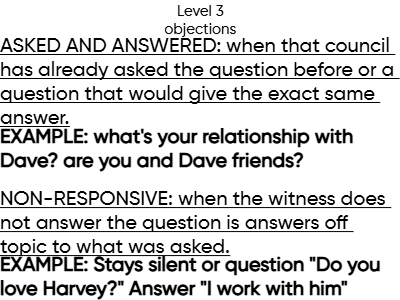 Level 3
objections
ASKED AND ANSWERED: when that council
has already asked the question before or a
question that would give the exact same
answer.
EXAMPLE: what's your relationship with
Dave? are you and Dave friends?
NON-RESPONSIVE: when the witness does
not answer the question is answers off
topic to what was asked.
EXAMPLE: Stays silent or question "Do you
love Harvey?" Answer "I work with him"